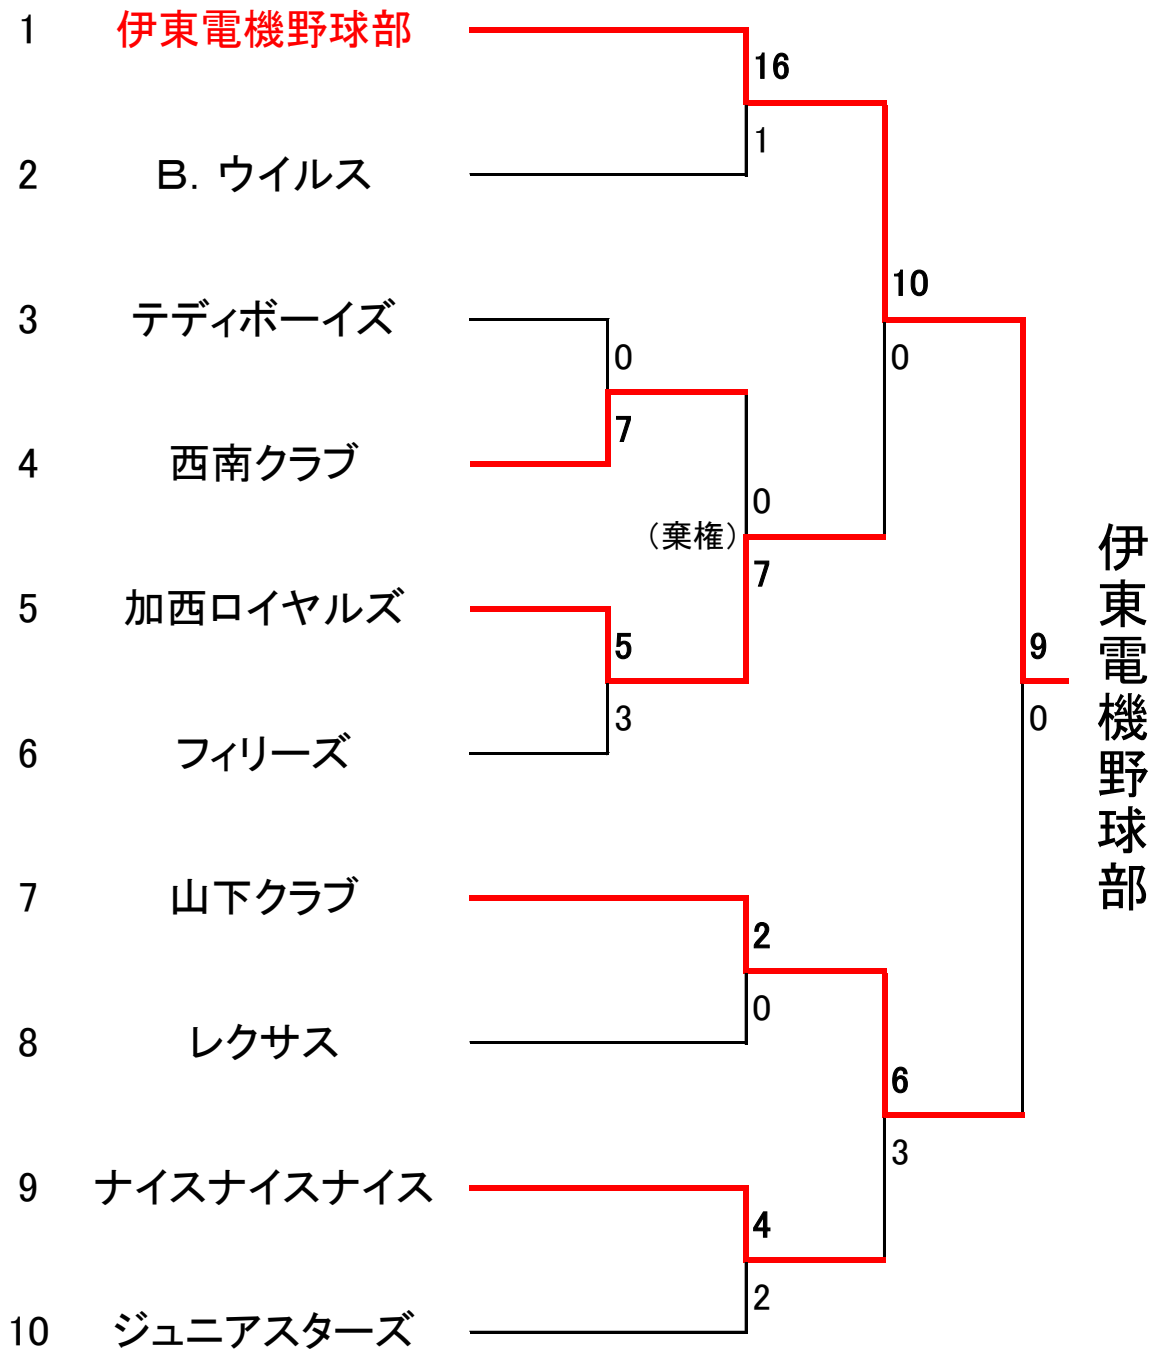 1 伊東電機野球部
16
1
2 B. ウイルス
10
3 テディボーイズ
0
0
7
4 西南クラブ
0
(棄権)
7
5 加西ロイヤルズ
5
9
3
0
6 フィリーズ
伊東電機野球部
7 山下クラブ
2
0
8 レクサス
6
3
9 ナイスナイスナイス
4
2
10 ジュニアスターズ